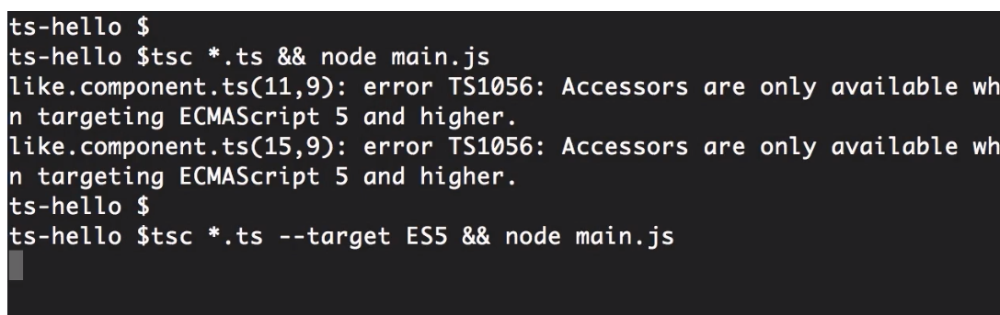 ts-hello $
ts-hello $tsc *.ts && node main.js
like.component.ts(11,9): error TS1056: Accessors are only available wh
n targeting ECMAScript 5 and higher.
like.component.ts(15,9): error TS1056: Accessors are only available wh
n targeting ECMAScript 5 and higher.
ts-hello $
ts-hello $tsc *.ts --target ES5 && node main.js